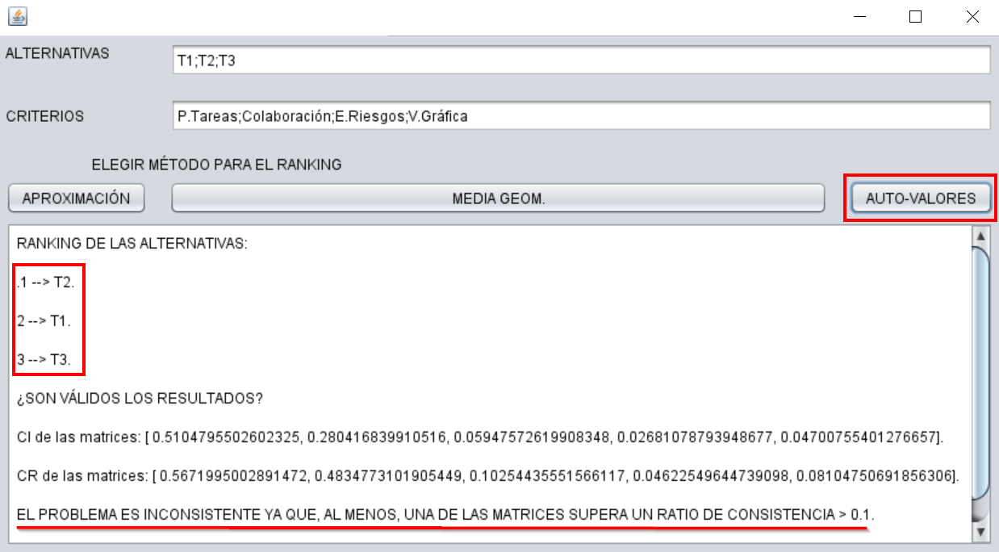 ALTERNATIVAS
T1;T2;T3
CRITERIOS
P.Tareas;Colaboración;E.Riesgos;V.Gráfica
ELEGIR MÉTODO PARA EL RANKING
APROXIMACIÓN
MEDIA GEOM.
AUTO-VALORES
RANKING DE LAS ALTERNATIVAS:
.1 --> T2.
2 --> T1.
3 --> T3.
¿SON VÁLIDOS LOS RESULTADOS?
CI de las matrices: [ 0.5104795502602325, 0.280416839910516, 0.05947572619908348, 0.02681078793948677, 0.04700755401276657].
CR de las matrices: [ 0.5671995002891472, 0.4834773101905449, 0.10254435551566117, 0.04622549644739098, 0.08104750691856306].
EL PROBLEMA ES INCONSISTENTE YA QUE, AL MENOS, UNA DE LAS MATRICES SUPERA UN RATIO DE CONSISTENCIA > 0.1.